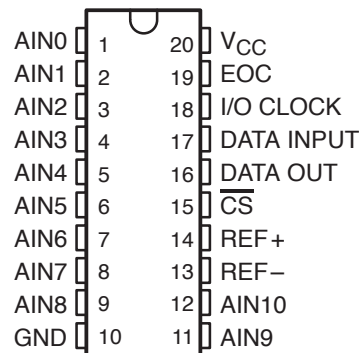 AIN0 1 20 VCC
AIN1 2 19 EOC
AIN2 3 18 I/O CLOCK
AIN3 4 17 DATA INPUT
AIN4 5 16 DATA OUT
AIN5 6 15 C̅S̅
AIN6 7 14 REF+
AIN7 8 13 REF−
AIN8 9 12 AIN10
GND 10 11 AIN9